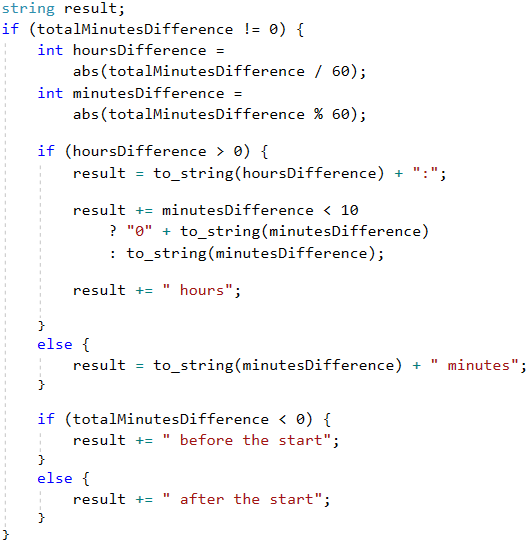 string result;
if (totalMinutesDifference != 0) {
    int hoursDifference =
        abs(totalMinutesDifference / 60);
    int minutesDifference =
        abs(totalMinutesDifference % 60);

    if (hoursDifference > 0) {
        result = to_string(hoursDifference) + ":";

        result += minutesDifference < 10
            ? "0" + to_string(minutesDifference)
            : to_string(minutesDifference);

        result += " hours";

    }
    else {
        result = to_string(minutesDifference) + " minutes";
    }

    if (totalMinutesDifference < 0) {
        result += " before the start";
    }
    else {
        result += " after the start";
    }
}